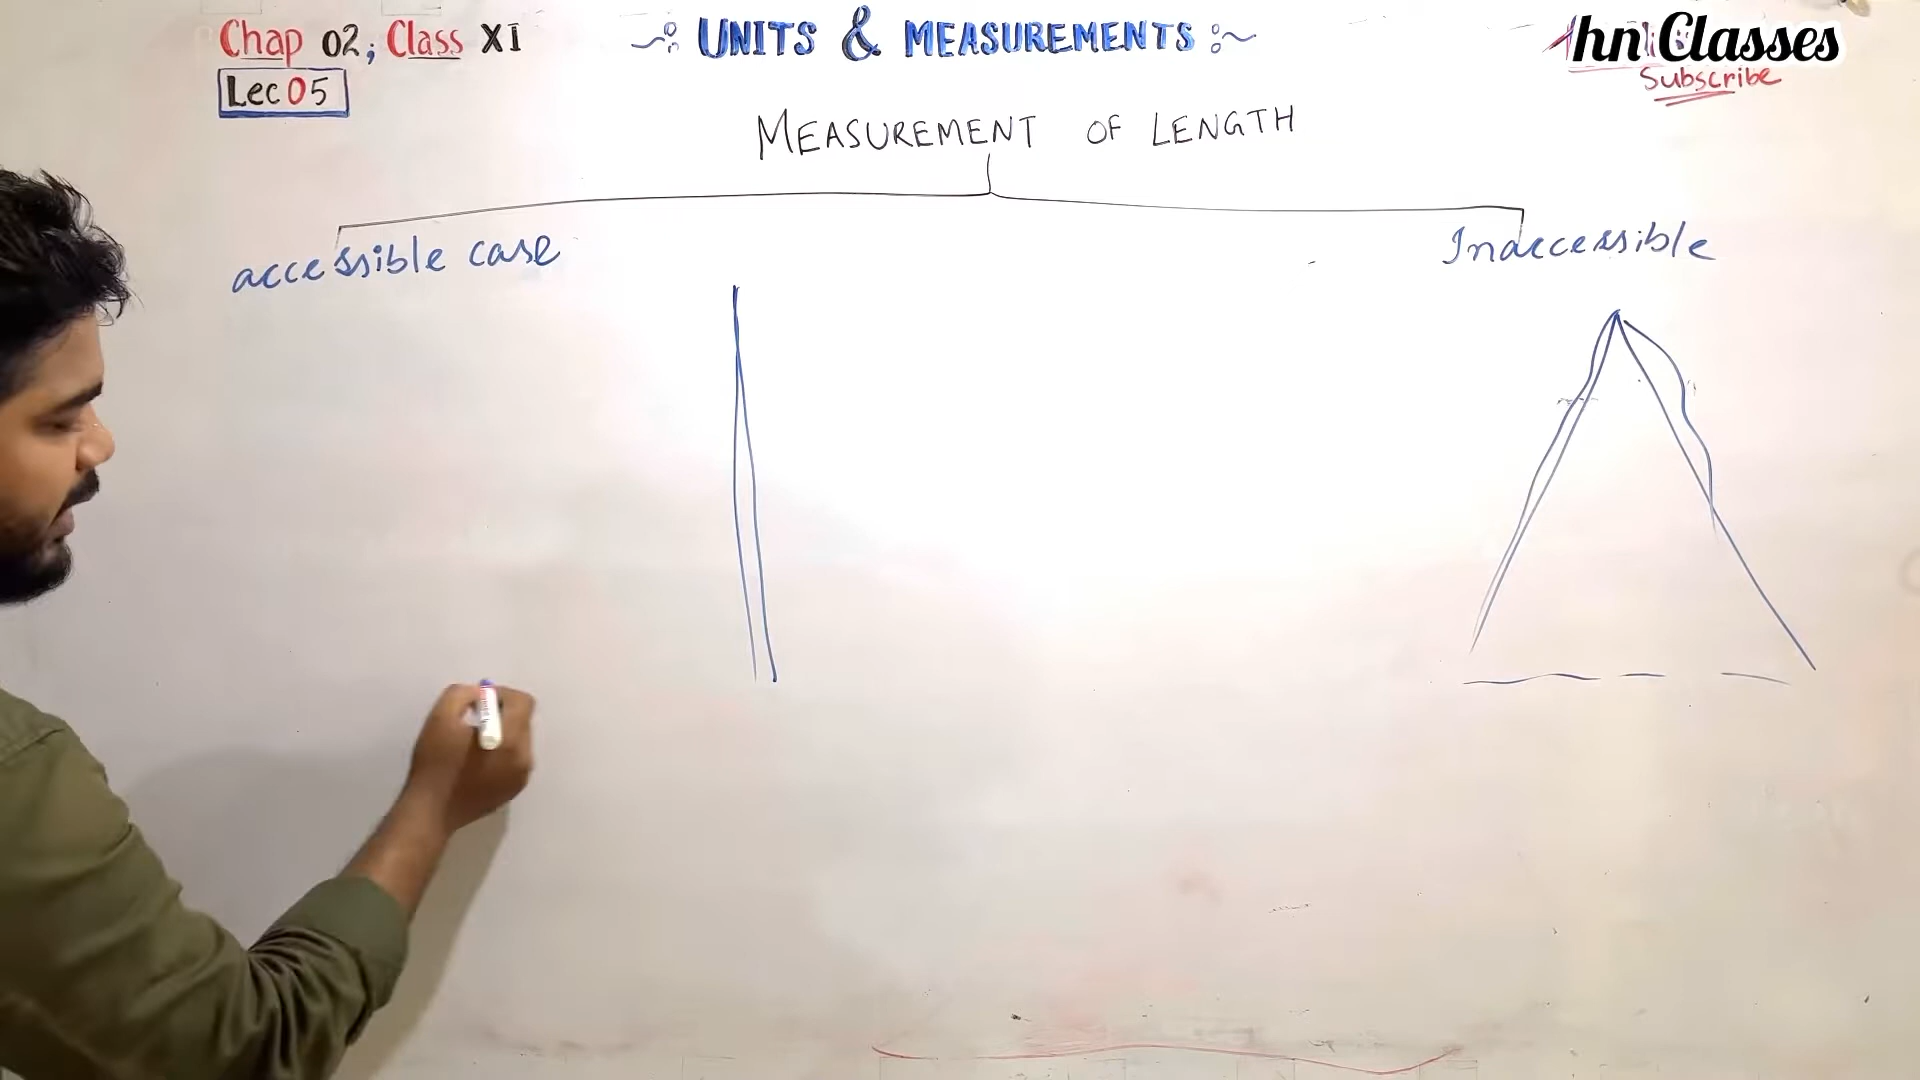 Chap 02; Class XI
UNITS & MEASUREMENTS
hn Classes
Subscribe
Lec 05
MEASUREMENT OF LENGTH
accessible case
Inaccessible